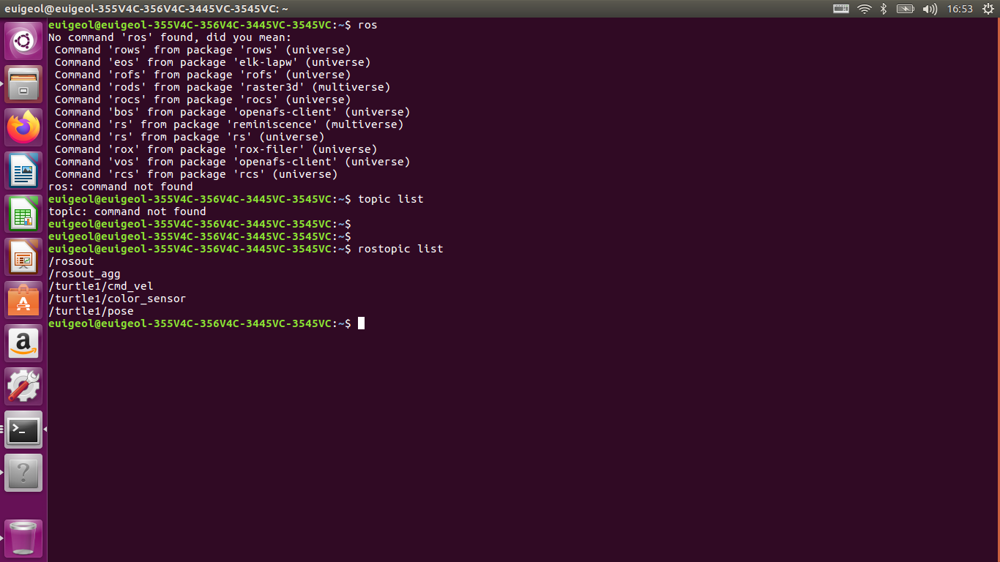 euigeol@euigeol-355V4C-356V4C-3445VC-3545VC: ~
16:53
euigeol@euigeol-355V4C-356V4C-3445VC-3545VC:~$ ros
No command 'ros' found, did you mean:
 Command 'rows' from package 'rows' (universe)
 Command 'eos' from package 'elk-lapw' (universe)
 Command 'rofs' from package 'rofs' (universe)
 Command 'rods' from package 'raster3d' (multiverse)
 Command 'rocs' from package 'rocs' (universe)
 Command 'bos' from package 'openafs-client' (universe)
 Command 'rs' from package 'reminiscence' (multiverse)
 Command 'rs' from package 'rs' (universe)
 Command 'rox' from package 'rox-filer' (universe)
 Command 'vos' from package 'openafs-client' (universe)
 Command 'rcs' from package 'rcs' (universe)
ros: command not found
euigeol@euigeol-355V4C-356V4C-3445VC-3545VC:~$ topic list
topic: command not found
euigeol@euigeol-355V4C-356V4C-3445VC-3545VC:~$
euigeol@euigeol-355V4C-356V4C-3445VC-3545VC:~$
euigeol@euigeol-355V4C-356V4C-3445VC-3545VC:~$ rostopic list
/rosout
/rosout_agg
/turtle1/cmd_vel
/turtle1/color_sensor
/turtle1/pose
euigeol@euigeol-355V4C-356V4C-3445VC-3545VC:~$